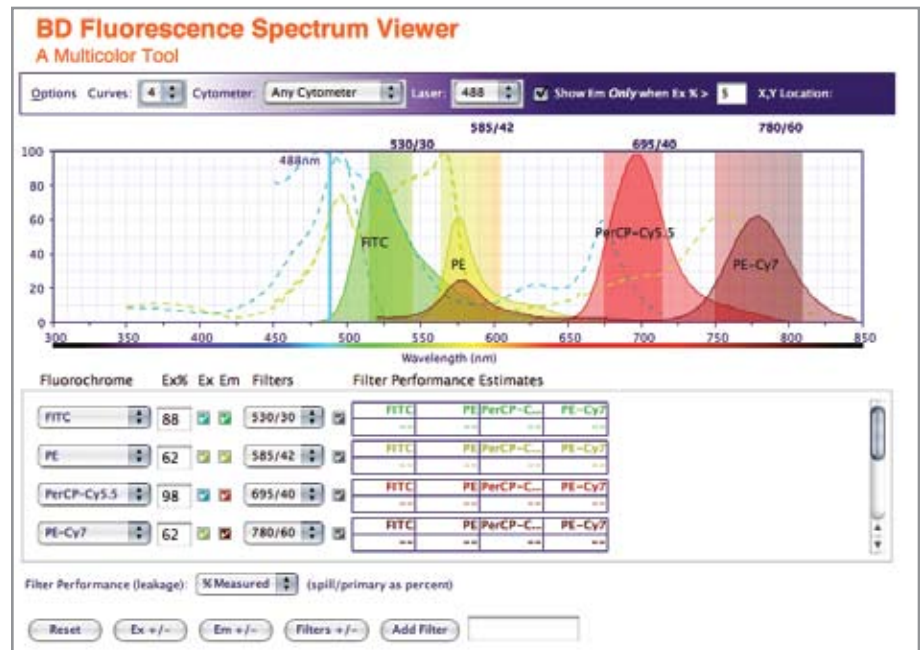 BD Fluorescence Spectrum Viewer
A Multicolor Tool
Options Curves: 4 Cytometer: Any Cytometer Laser: 488 Show Em Only when Ex % > 5 X,Y Location:
585/42 780/60
530/30 695/40
100 488nm
80
60
40
20
0
FITC PE PerCP-Cy5.5 PE-Cy7
300 350 400 450 500 550 600 650 700 750 800 850
Wavelength (nm)
Fluorochrome Ex% Ex Em Filters Filter Performance Estimates
FITC 88 530/30 FITC PE PerCP-C... PE-Cy7
-- -- -- --
PE 62 585/42 FITC PE PerCP-C... PE-Cy7
-- -- -- --
PerCP-Cy5.5 98 695/40 FITC PE PerCP-C... PE-Cy7
-- -- -- --
PE-Cy7 62 780/60 FITC PE PerCP-C... PE-Cy7
-- -- -- --
Filter Performance (leakage): %Measured (spill/primary as percent)
Reset Ex +/- Em +/- Filters +/- Add Filter